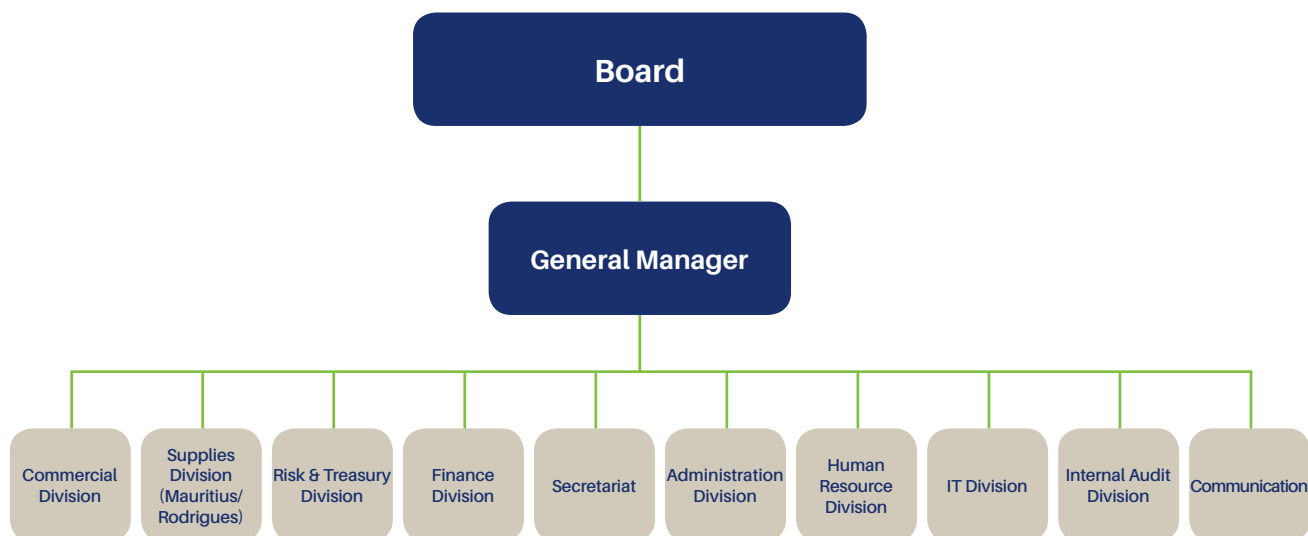 Board
General Manager
Commercial
Division
Supplies
Division
(Mauritius/
Rodrigues)
Risk & Treasury
Division
Finance
Division
Secretariat
Administration
Division
Human
Resource
Division
IT Division
Internal Audit
Division
Communication